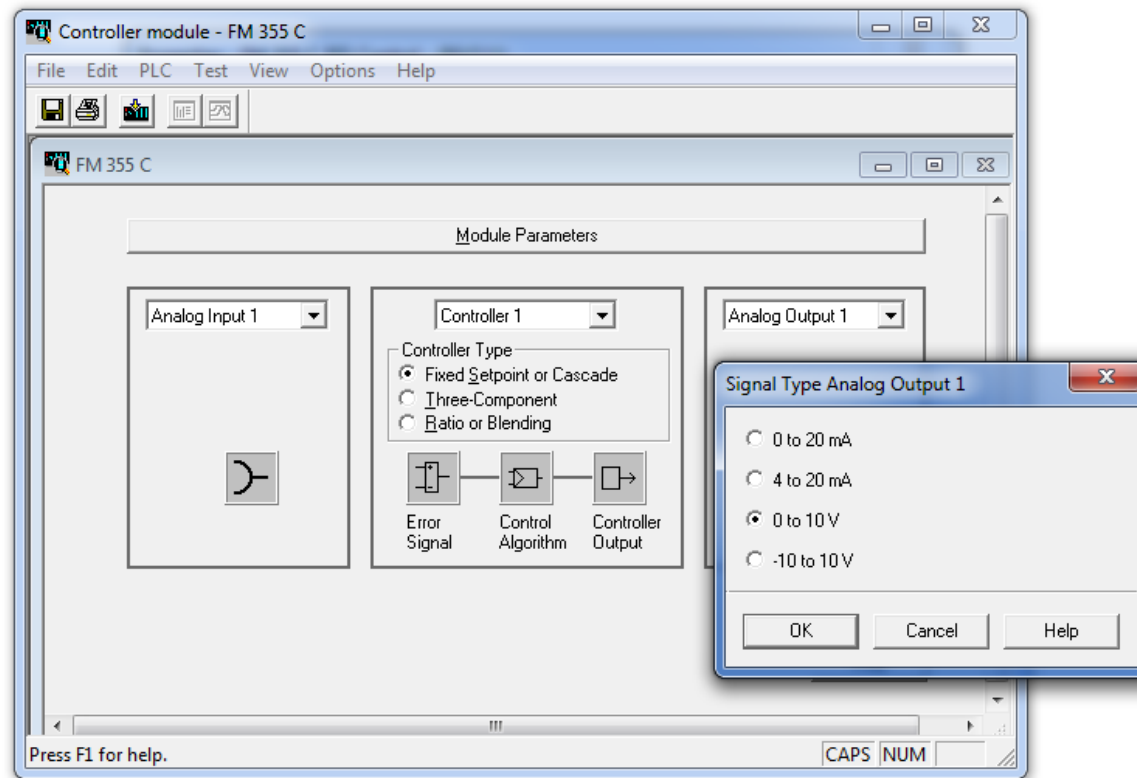 Controller module - FM 355 C
File Edit PLC Test View Options Help
FM 355 C
Module Parameters
Analog Input 1
Controller 1
Controller Type
Fixed Setpoint or Cascade
Three-Component
Ratio or Blending
Error
Signal
Control
Algorithm
Controller
Output
Analog Output 1
Signal Type Analog Output 1
0 to 20 mA
4 to 20 mA
0 to 10 V
-10 to 10 V
OK Cancel Help
Press F1 for help.
CAPS NUM